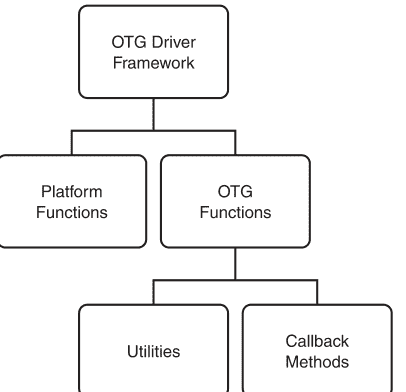 OTG Driver
Framework
Platform
Functions
OTG
Functions
Utilities
Callback
Methods